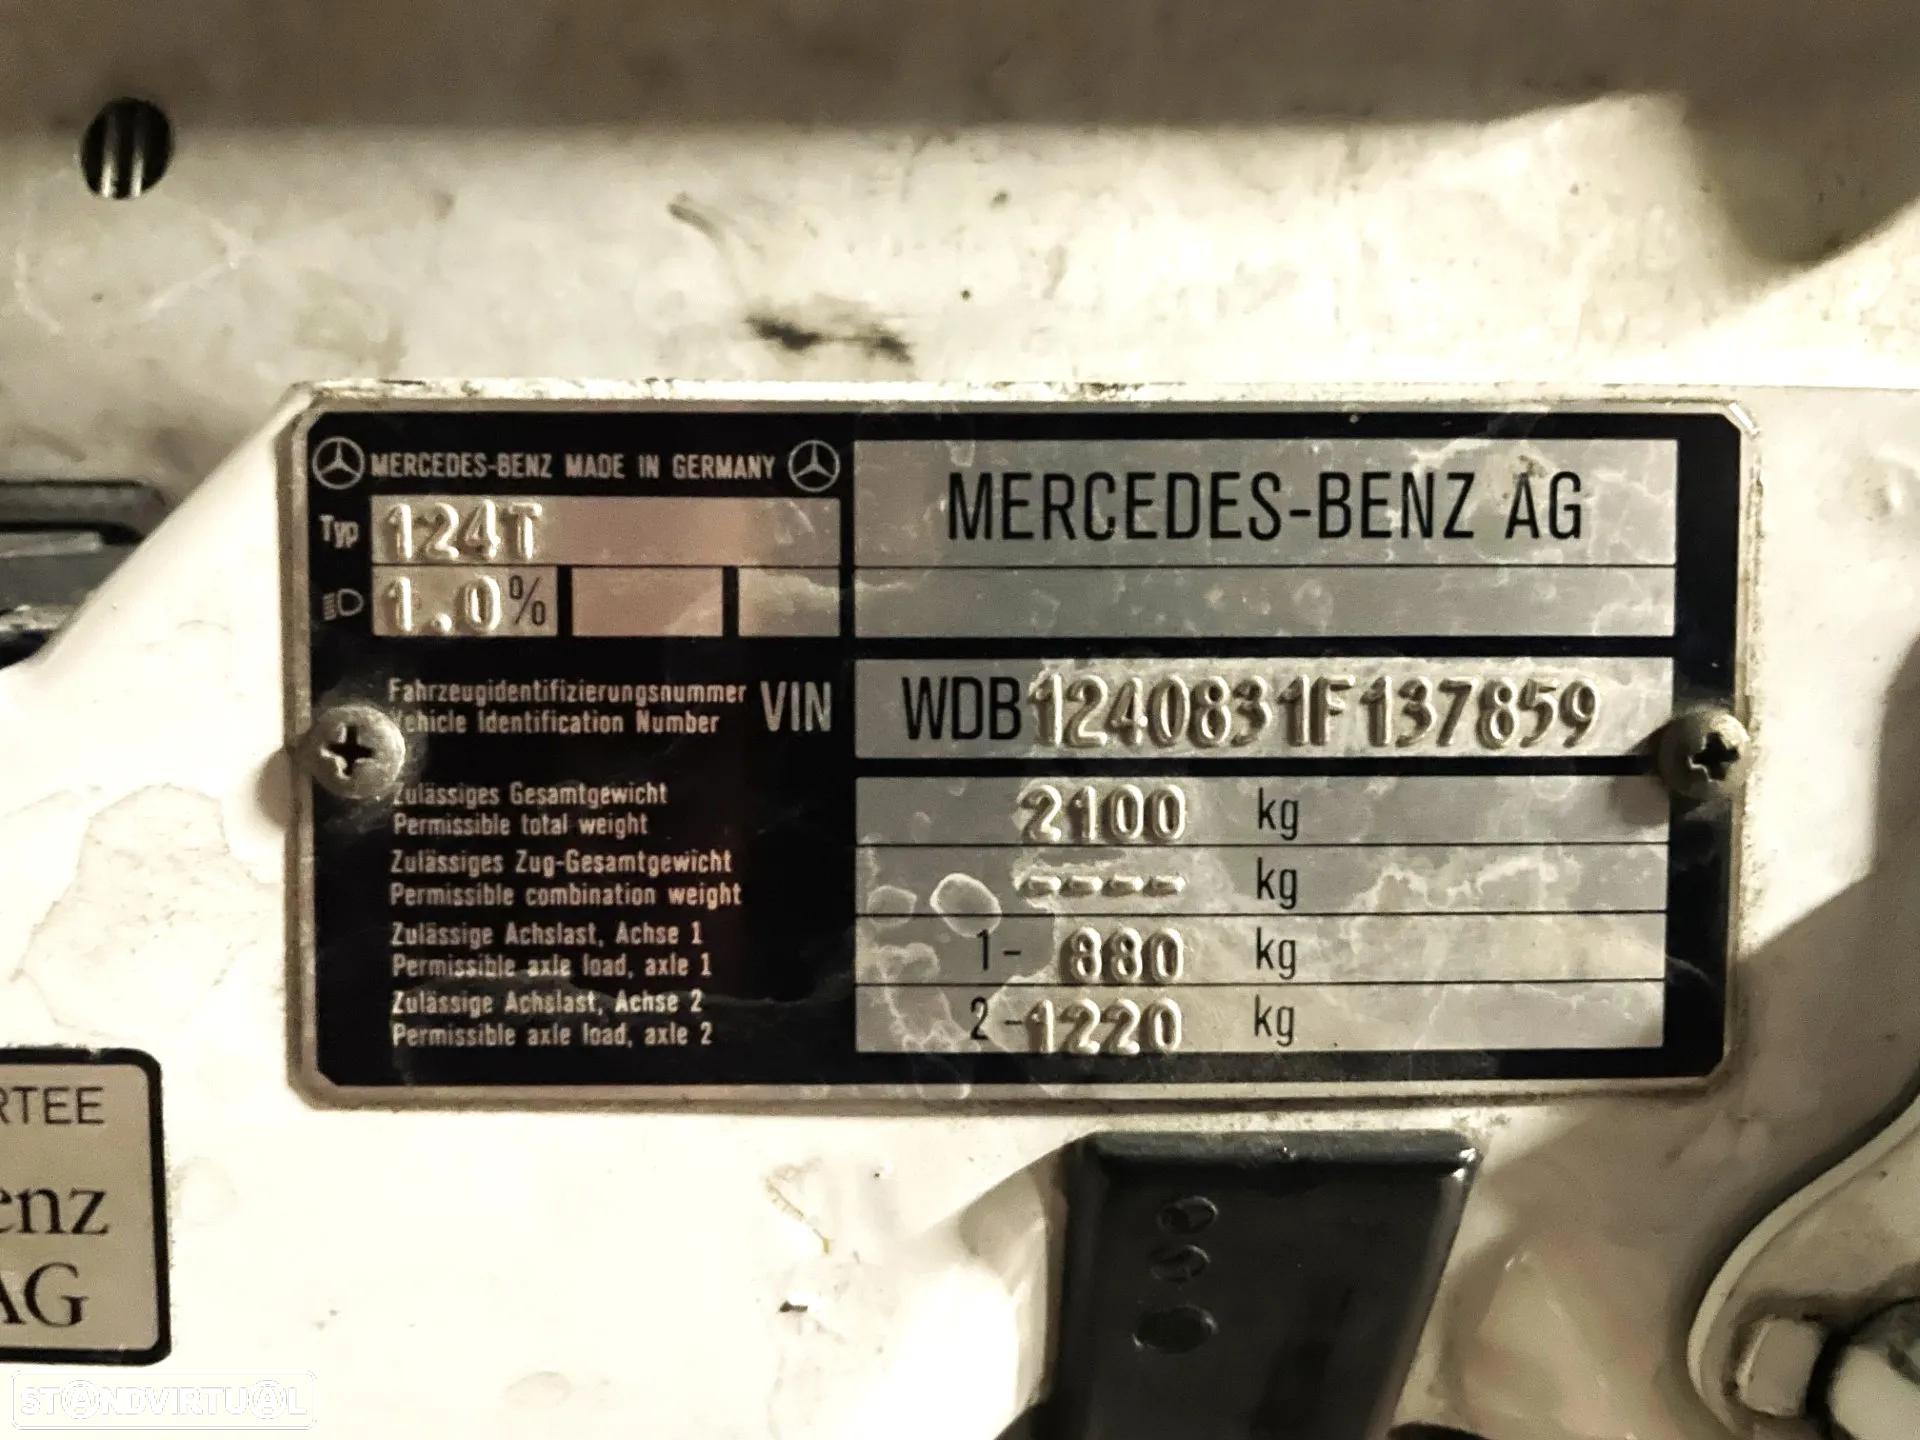 MERCEDES-BENZ MADE IN GERMANY
MERCEDES-BENZ AG
Typ 124T
1.0%
Fahrzeugidentifizierungsnummer
Vehicle Identification Number
VIN
WDB1240831F137859
Zulässiges Gesamtgewicht
Permissible total weight
2100 kg
Zulässiges Zug-Gesamtgewicht
Permissible combination weight
---- kg
Zulässige Achslast, Achse 1
Permissible axle load, axle 1
1- 880 kg
Zulässige Achslast, Achse 2
Permissible axle load, axle 2
2-1220 kg
RTEE
enz
AG
STANDVIRTUAL